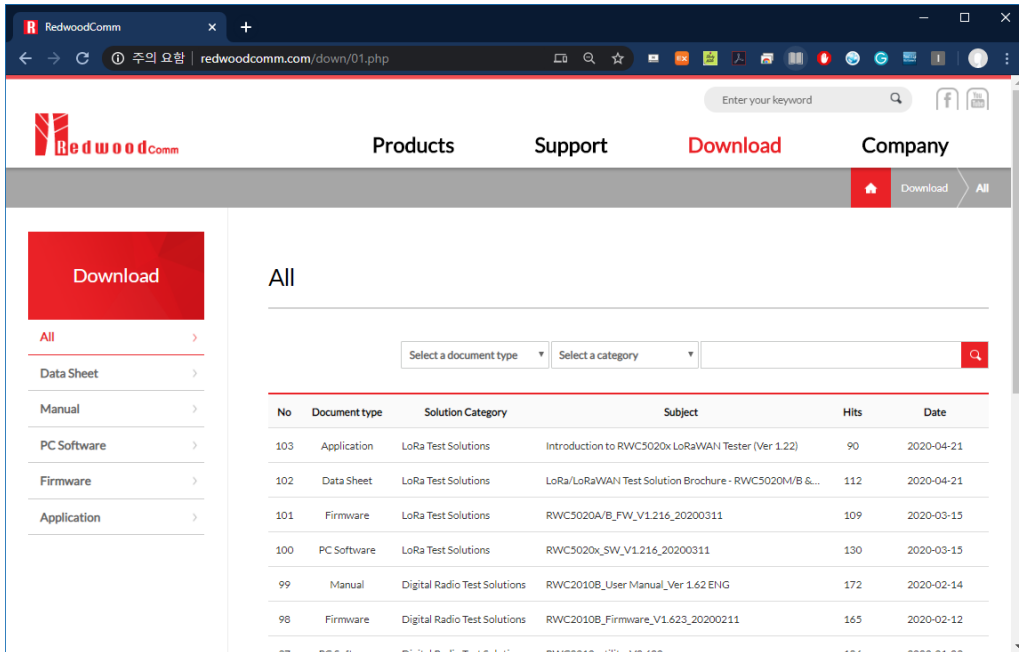 RedwoodComm
주의 요함 redwoodcomm.com/down/01.php
Enter your keyword
RedwoodComm
Products Support Download Company
Download All
Download
All
Data Sheet
Manual
PC Software
Firmware
Application
All
Select a document type Select a category
No Document type Solution Category Subject Hits Date
103 Application LoRa Test Solutions Introduction to RWC5020x LoRaWAN Tester (Ver 1.22) 90 2020-04-21
102 Data Sheet LoRa Test Solutions LoRa/LoRaWAN Test Solution Brochure - RWC5020M/B &... 112 2020-04-21
101 Firmware LoRa Test Solutions RWC5020A/B_FW_V1.216_20200311 109 2020-03-15
100 PC Software LoRa Test Solutions RWC5020x_SW_V1.216_20200311 130 2020-03-15
99 Manual Digital Radio Test Solutions RWC2010B_User Manual_Ver 1.62 ENG 172 2020-02-14
98 Firmware Digital Radio Test Solutions RWC2010B_Firmware_V1.623_20200211 165 2020-02-12